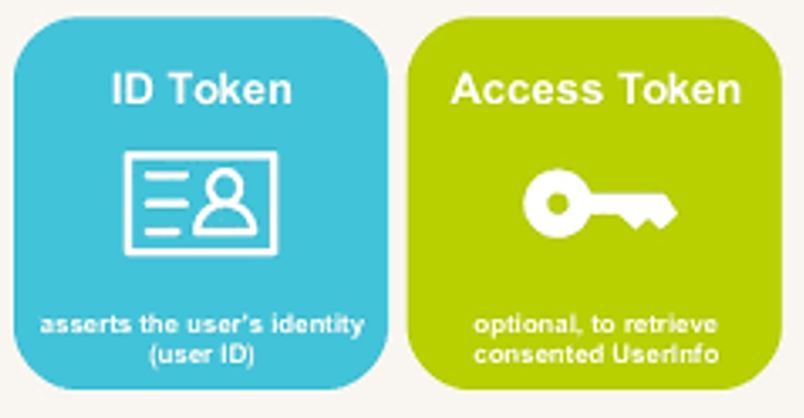 ID Token
asserts the user's identity
(user ID)
Access Token
optional, to retrieve
consented UserInfo